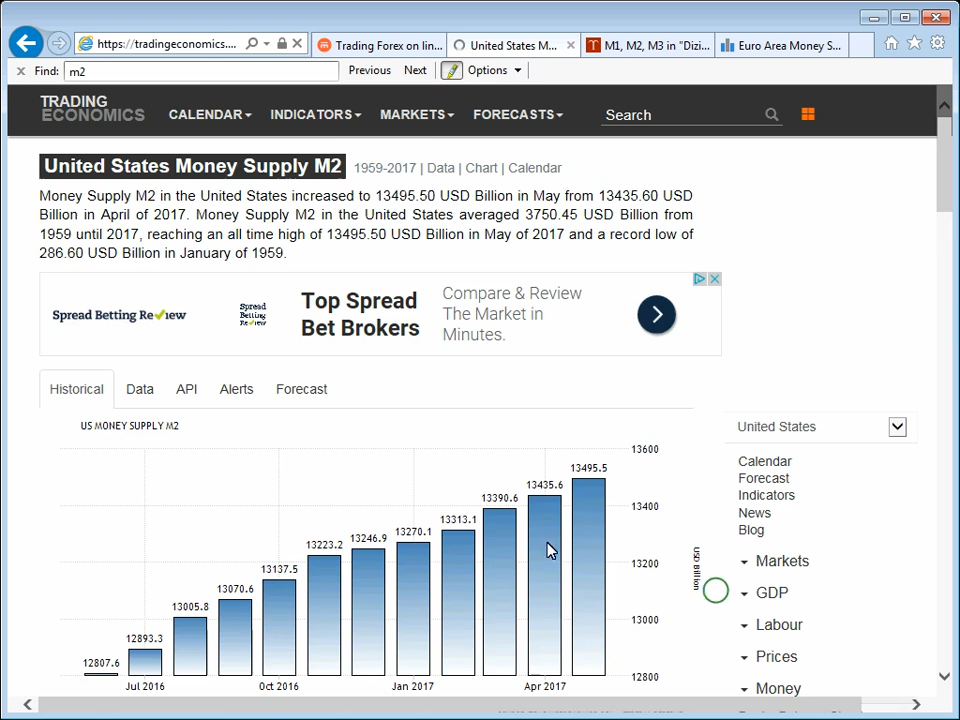 https://tradingeconomics....
Trading Forex on lin...
United States M...
M1, M2, M3 in "Dizi...
Euro Area Money S...
Find: m2
Previous
Next
Options
TRADING
ECONOMICS
CALENDAR
INDICATORS
MARKETS
FORECASTS
Search
United States Money Supply M2
1959-2017 | Data | Chart | Calendar
Money Supply M2 in the United States increased to 13495.50 USD Billion in May from 13435.60 USD
Billion in April of 2017. Money Supply M2 in the United States averaged 3750.45 USD Billion from
1959 until 2017, reaching an all time high of 13495.50 USD Billion in May of 2017 and a record low of
286.60 USD Billion in January of 1959.
Spread Betting Review
Spread
Betting
Review
Top Spread
Bet Brokers
Compare & Review
The Market in
Minutes.
Historical
Data
API
Alerts
Forecast
US MONEY SUPPLY M2
12807.6
12893.3
13005.8
13070.6
13137.5
13223.2
13246.9
13270.1
13313.1
13390.6
13435.6
13495.5
13600
13400
13200
13000
12800
USD Billion
Jul 2016
Oct 2016
Jan 2017
Apr 2017
United States
Calendar
Forecast
Indicators
News
Blog
Markets
GDP
Labour
Prices
Money